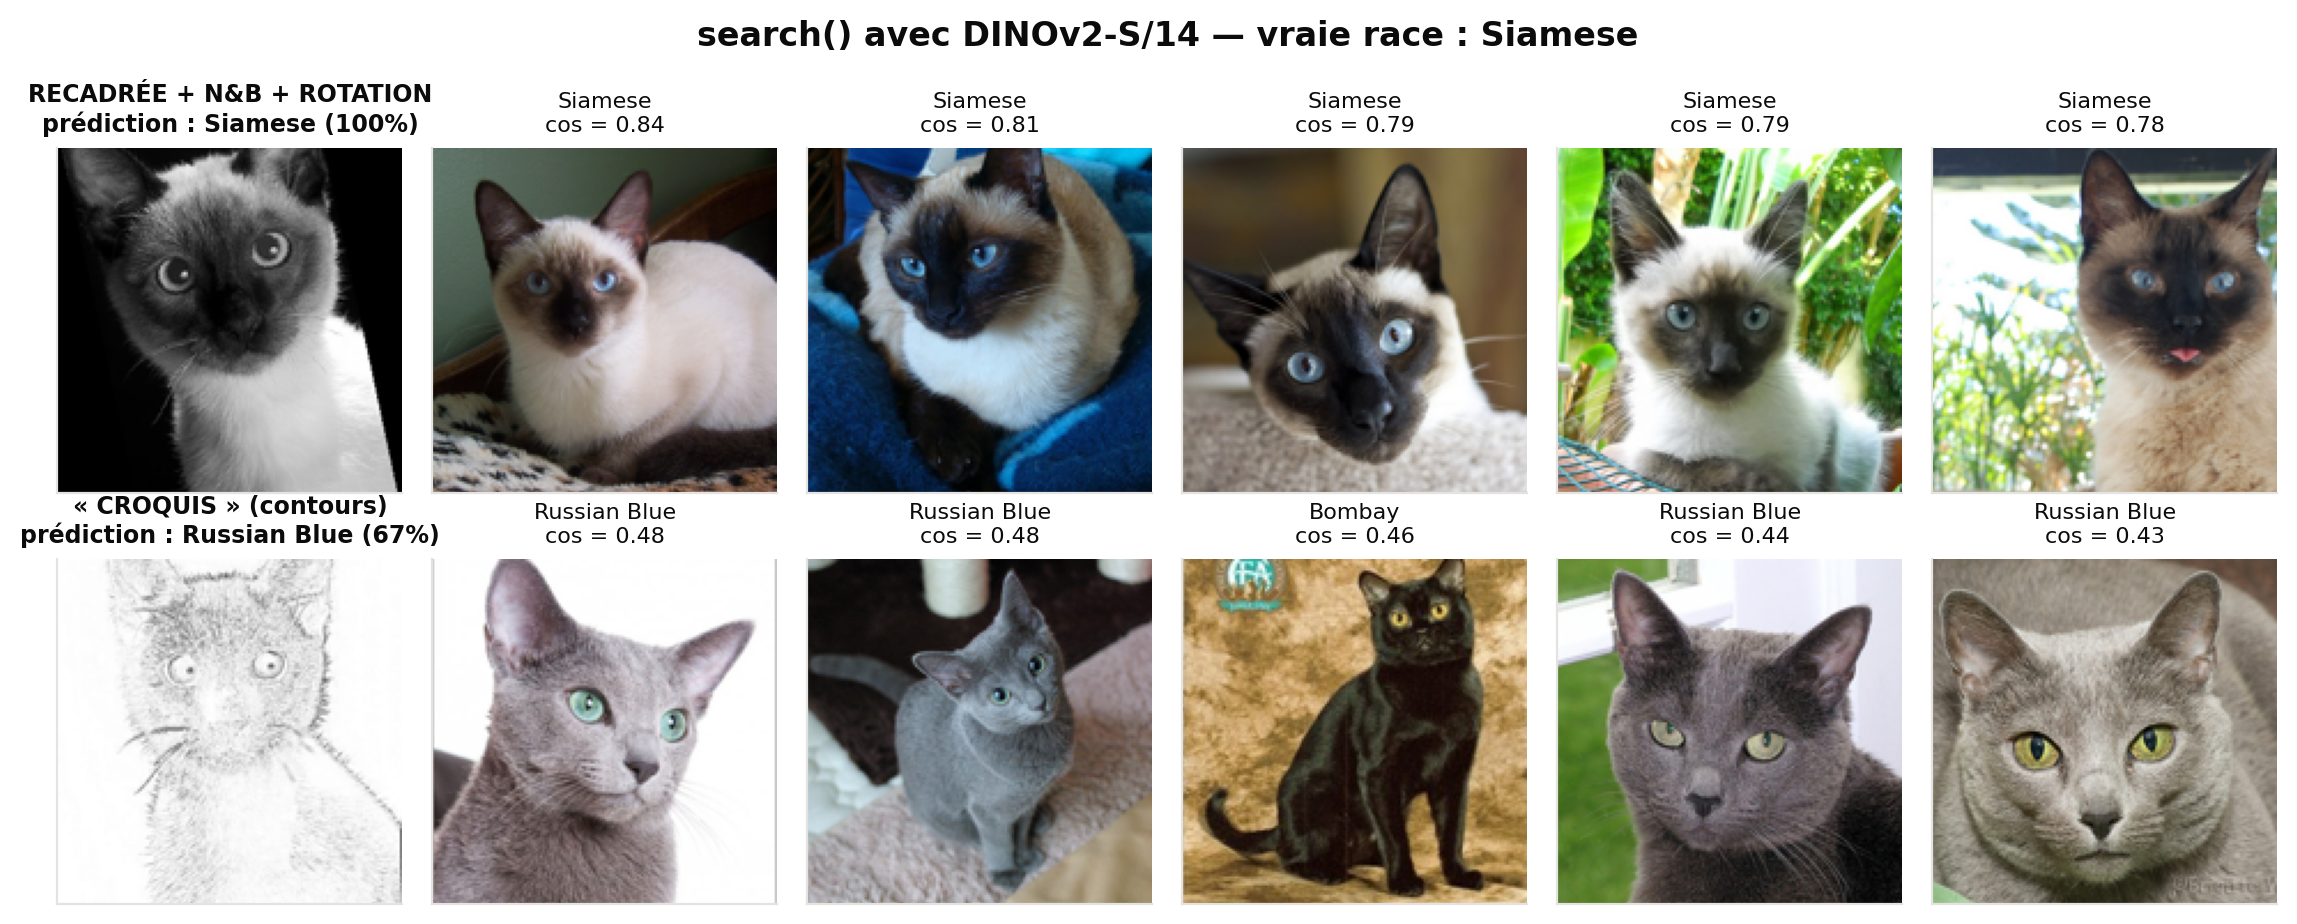 search() avec DINOv2-S/14 — vraie race : Siamese
RECADRÉE + N&B + ROTATION
prédiction : Siamese (100%)
Siamese
cos = 0.84
Siamese
cos = 0.81
Siamese
cos = 0.79
Siamese
cos = 0.79
Siamese
cos = 0.78
« CROQUIS » (contours)
prédiction : Russian Blue (67%)
Russian Blue
cos = 0.48
Russian Blue
cos = 0.48
Bombay
cos = 0.46
Russian Blue
cos = 0.44
Russian Blue
cos = 0.43